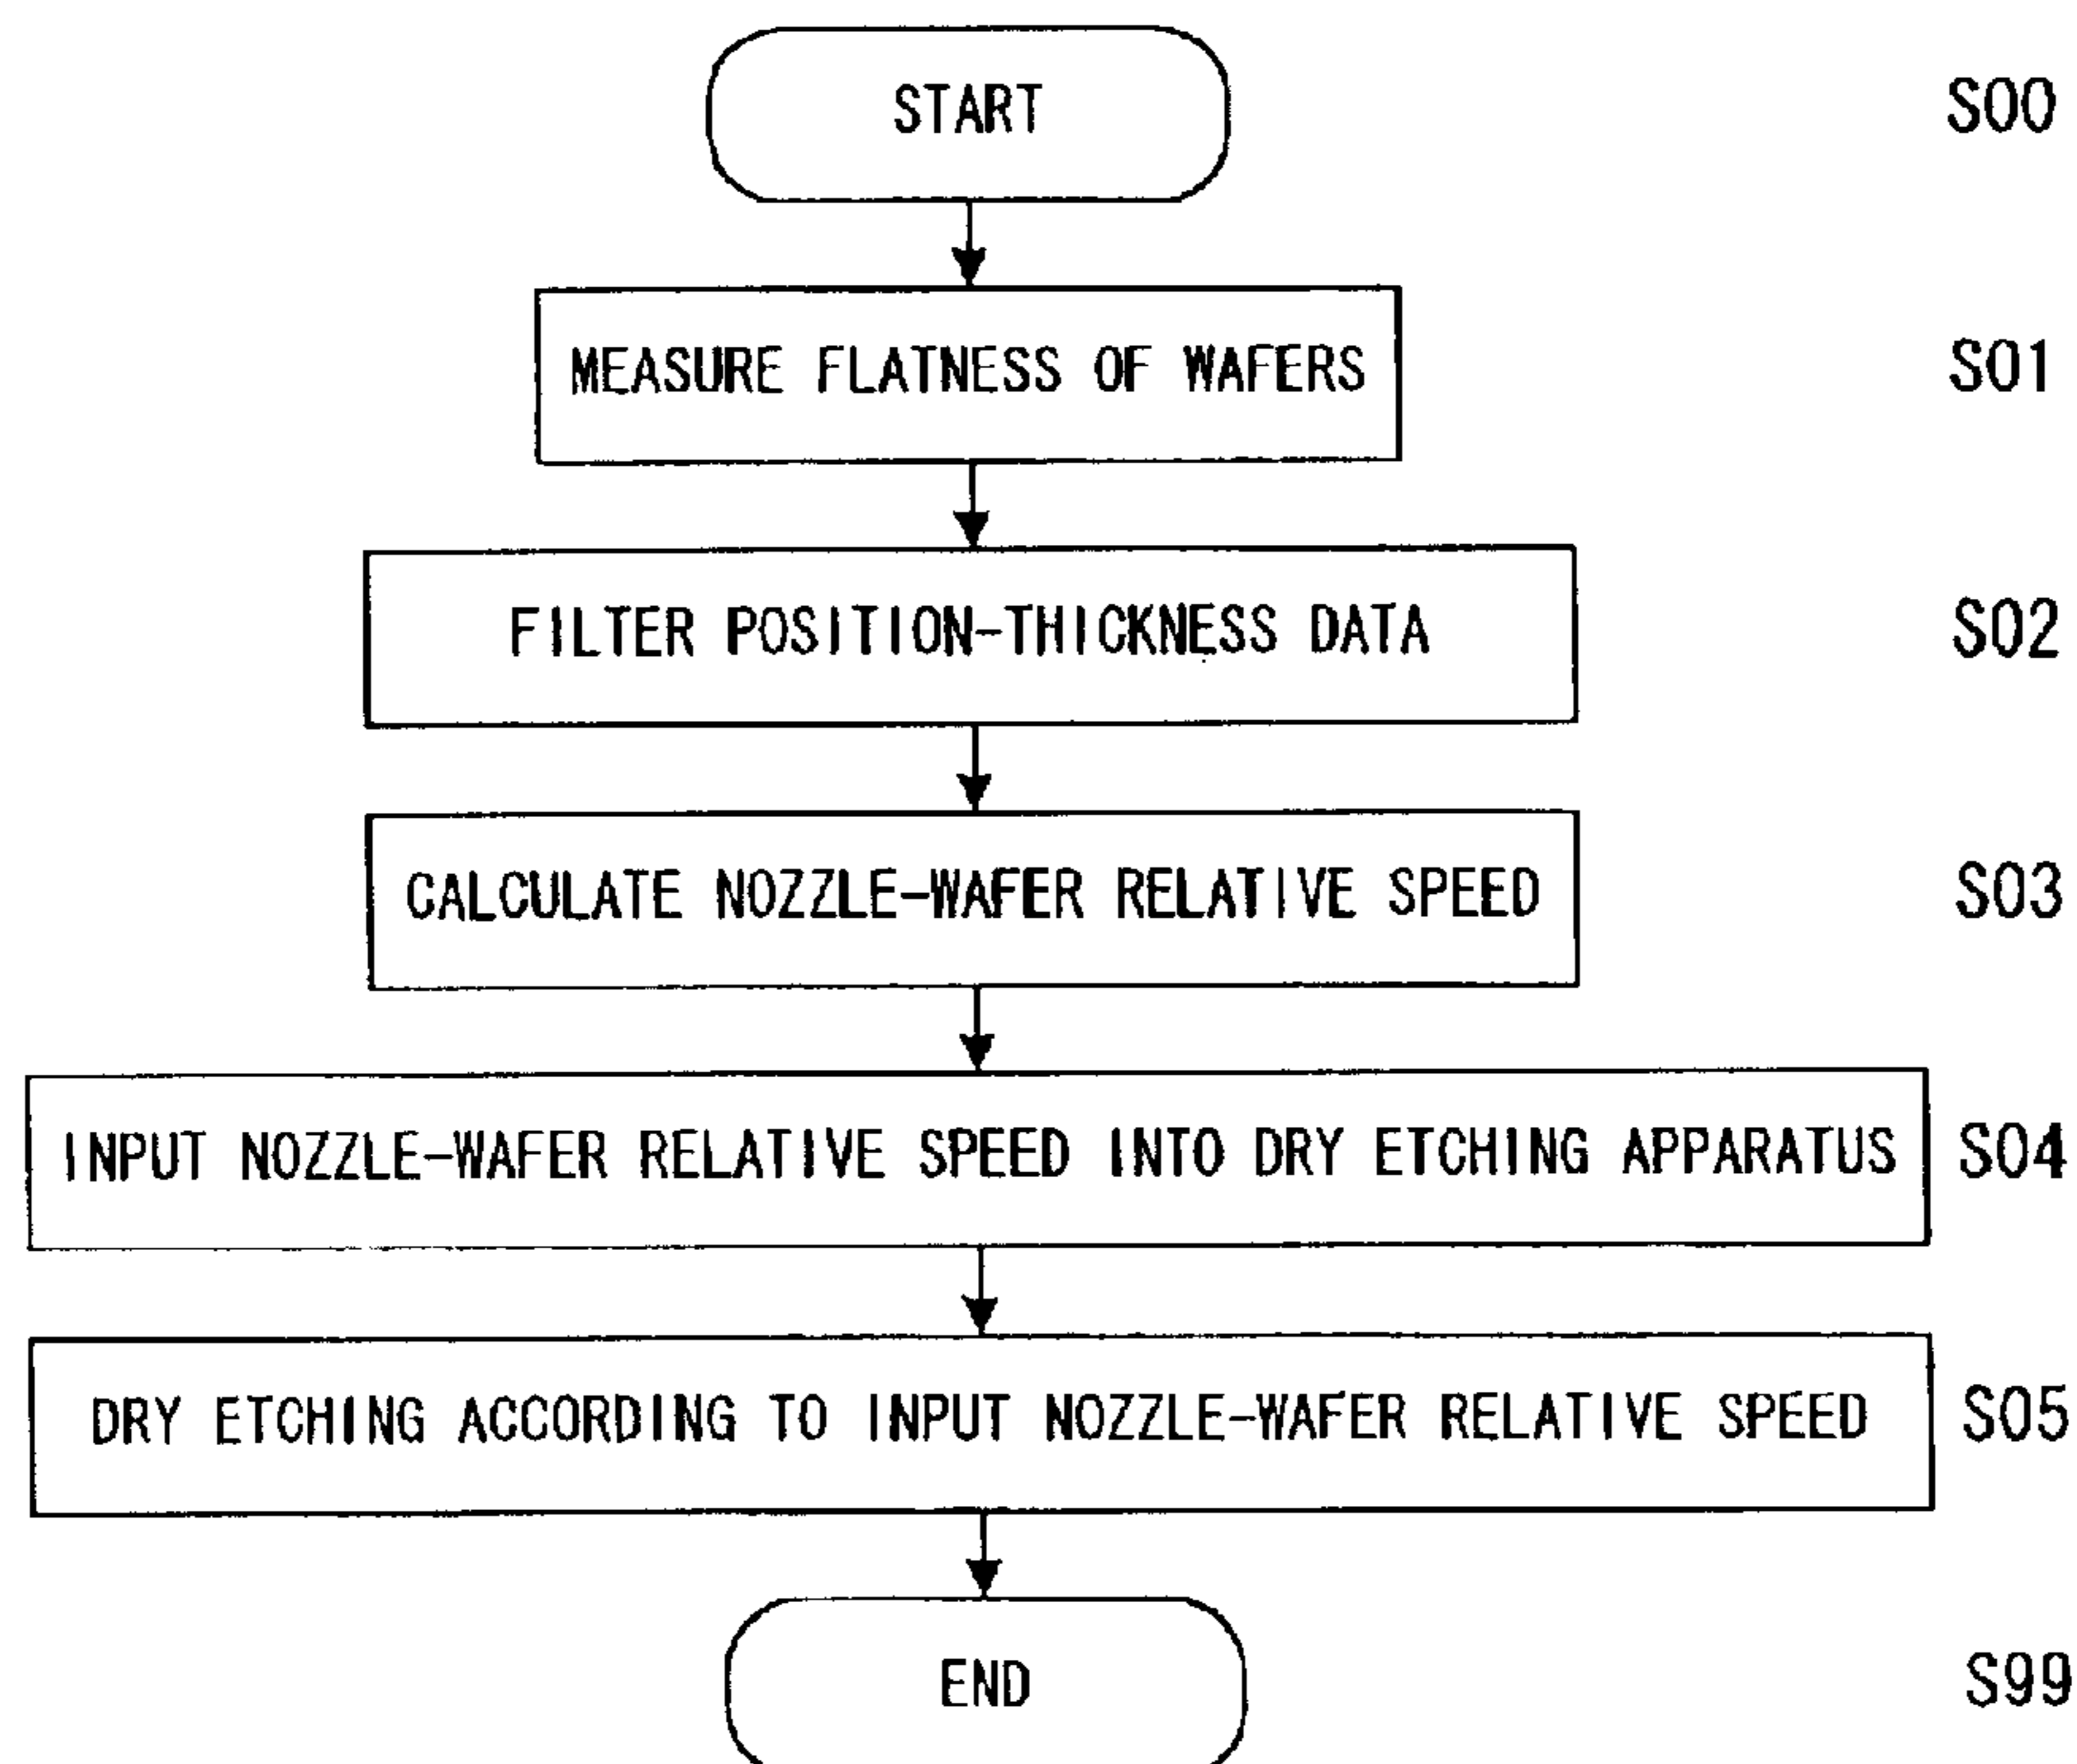 START S00
MEASURE FLATNESS OF WAFERS S01
FILTER POSITION-THICKNESS DATA S02
CALCULATE NOZZLE-WAFER RELATIVE SPEED S03
INPUT NOZZLE-WAFER RELATIVE SPEED INTO DRY ETCHING APPARATUS S04
DRY ETCHING ACCORDING TO INPUT NOZZLE-WAFER RELATIVE SPEED S05
END S99